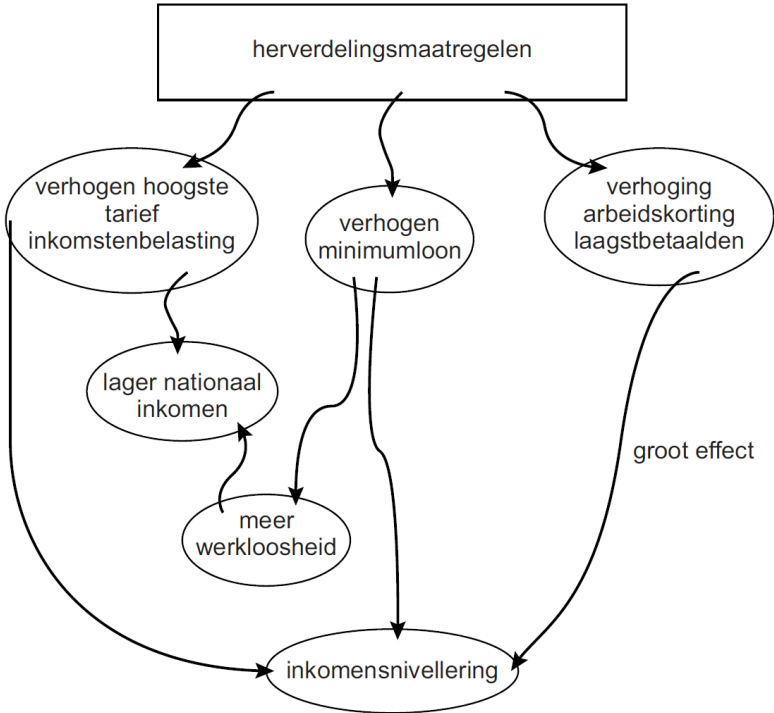 herverdelingsmaatregelen
verhogen hoogste
tarief
inkomstenbelasting
verhogen
minimumloon
verhoging
arbeidskorting
laagstbetaalden
lager nationaal
inkomen
groot effect
meer
werkloosheid
inkomensnivellering